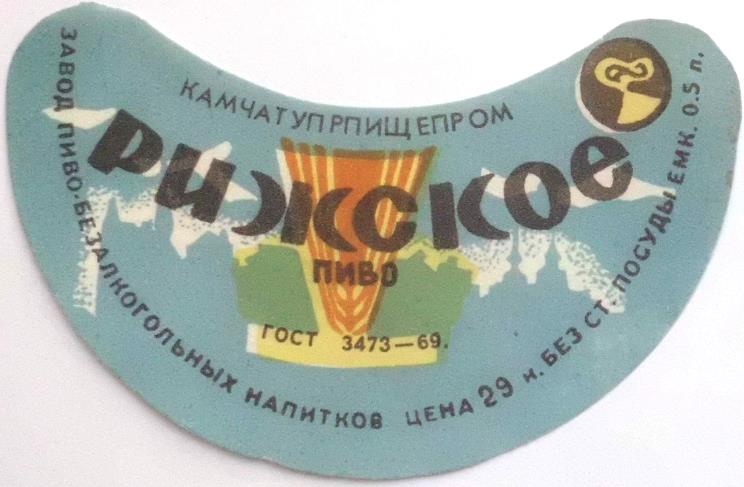 КАМЧАТУПРПИЩЕПРОМ
РИЖСКОЕ
ПИВО
ГОСТ 3473—69.
ЗАВОД ПИВО-БЕЗАЛКОГОЛЬНЫХ НАПИТКОВ ЦЕНА 29 к. БЕЗ СТ. ПОСУДЫ ЕМК. 0.5 л.